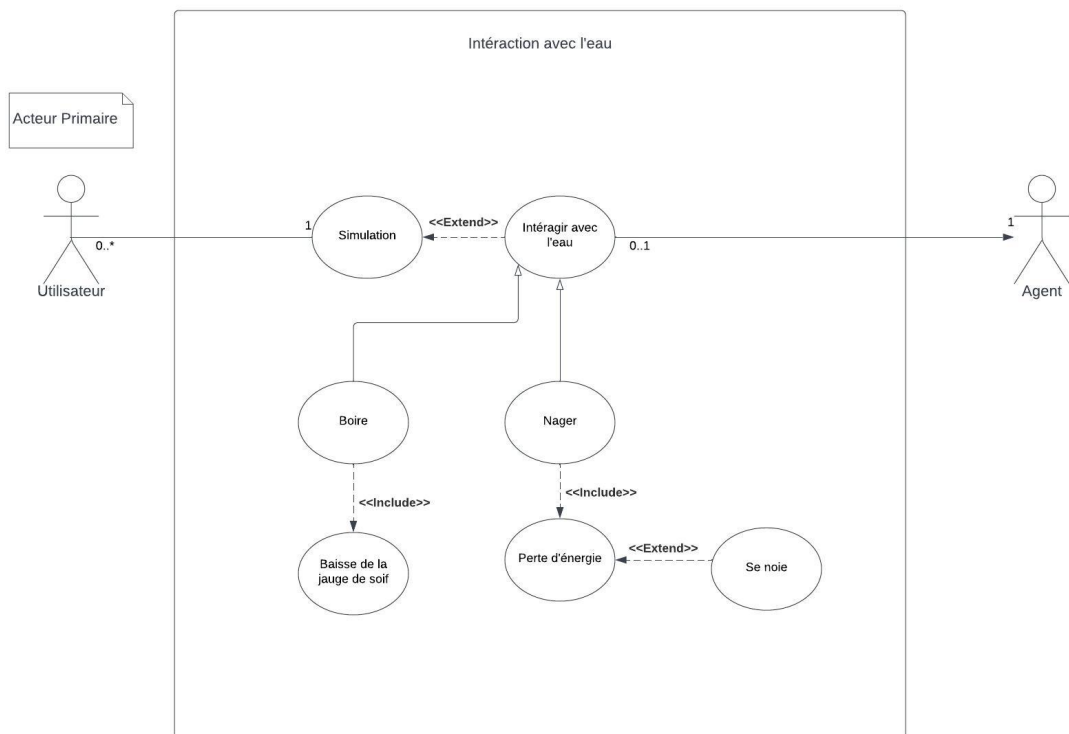 Intéraction avec l'eau
Acteur Primaire
Simulation
<<Extend>>
Intéragir avec
l'eau
1
0..*
0..1
1
Utilisateur
Agent
Boire
Nager
<<Include>>
<<Include>>
Baisse de la
jauge de soif
Perte d'énergie
<<Extend>>
Se noie